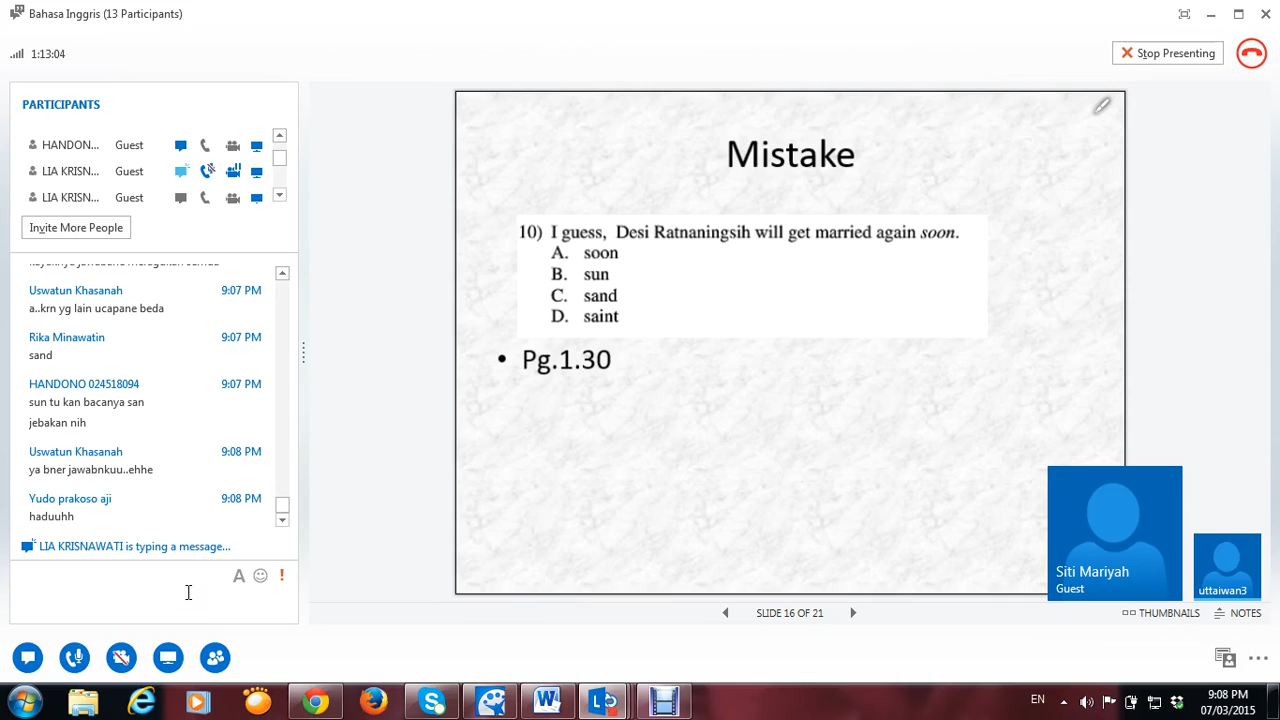 Bahasa Inggris (13 Participants)
1:13:04
Stop Presenting
PARTICIPANTS
HANDON... Guest
LIA KRISN... Guest
LIA KRISN... Guest
Invite More People
Uswatun Khasanah 9:07 PM
a..krn yg lain ucapane beda
Rika Minawatin 9:07 PM
sand
HANDONO 024518094 9:07 PM
sun tu kan bacanya san
jebakan nih
Uswatun Khasanah 9:08 PM
ya bner jawabnkuu..ehhe
Yudo prakoso aji 9:08 PM
haduuhh
LIA KRISNAWATI is typing a message...
A !
Mistake
10) I guess, Desi Ratnaningsih will get married again soon.
A. soon
B. sun
C. sand
D. saint
• Pg.1.30
Siti Mariyah
Guest
uttaiwan3
SLIDE 16 OF 21
THUMBNAILS
NOTES
EN
9:08 PM
07/03/2015